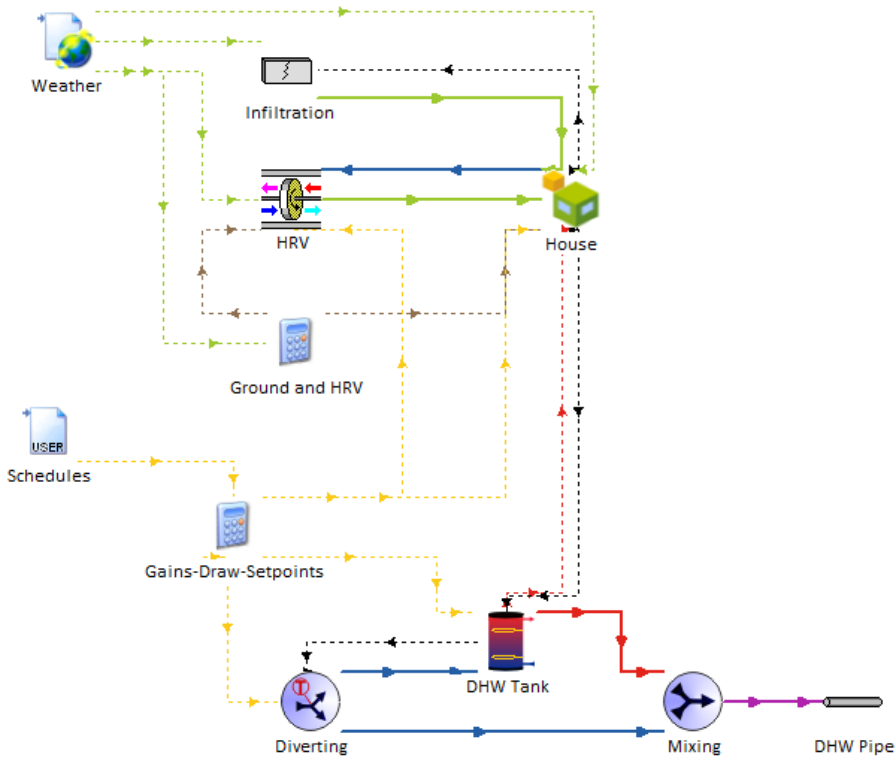 Weather
Infiltration
HRV
House
Ground and HRV
USER
Schedules
Gains-Draw-Setpoints
DHW Tank
T
Diverting
Mixing
DHW Pipe